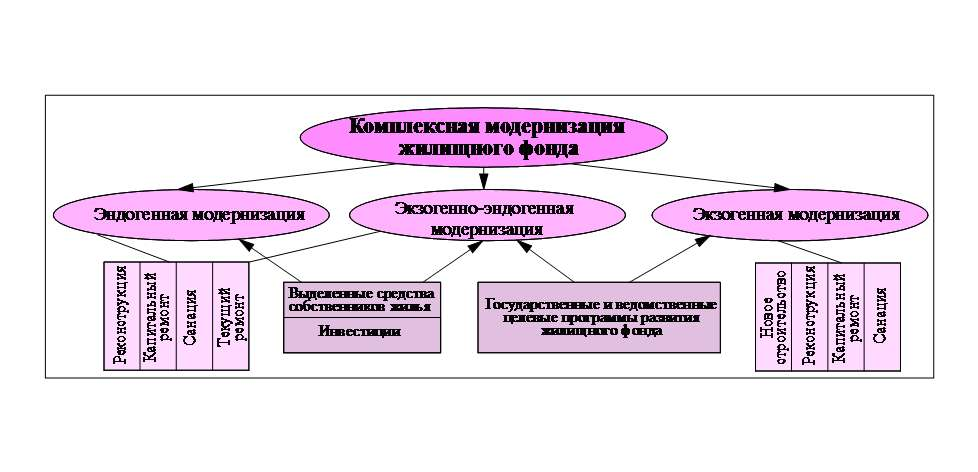 Комплексная модернизация
жилищного фонда
Эндогенная модернизация
Экзогенно-эндогенная
модернизация
Экзогенная модернизация
Реконструкция
Капитальный
ремонт
Санация
Текущий
ремонт
Выделенные средства
собственников жилья
Инвестиции
Государственные и ведомственные
целевые программы развития
жилищного фонда
Новое
строительство
Реконструкция
Капитальный
ремонт
Санация